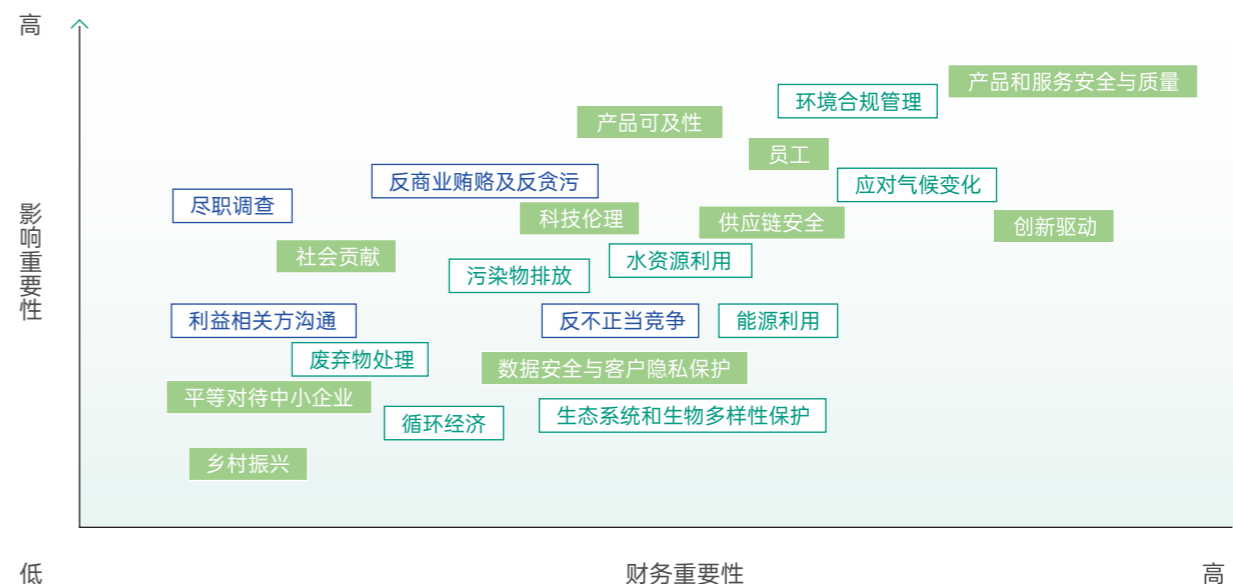 高
产品和服务安全与质量
环境合规管理
产品可及性
员工
反商业贿赂及反贪污
应对气候变化
尽职调查
科技伦理
供应链安全
创新驱动
社会贡献
水资源利用
污染物排放
影响重要性
利益相关方沟通
反不正当竞争
能源利用
废弃物处理
数据安全与客户隐私保护
平等对待中小企业
生态系统和生物多样性保护
循环经济
乡村振兴
低
财务重要性
高